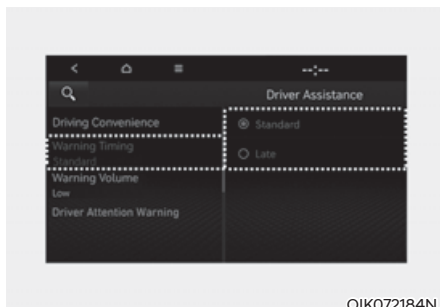 --:--
Driver Assistance
Driving Convenience
Warning Timing
Standard
Warning Volume
Low
Driver Attention Warning
Standard
Late
OIK072184N